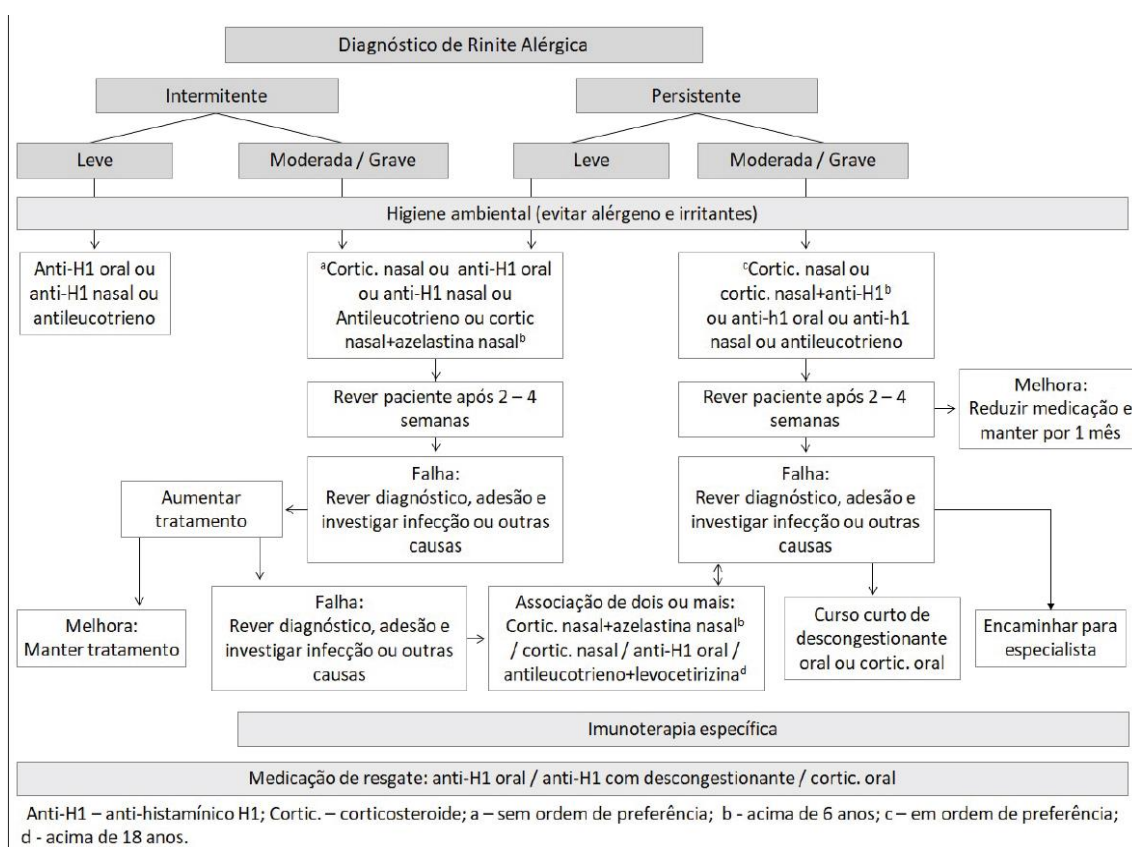 Diagnóstico de Rinite Alérgica
Intermitente
Persistente
Leve
Moderada / Grave
Leve
Moderada / Grave
Higiene ambiental (evitar alérgeno e irritantes)
Anti-H1 oral ou
anti-H1 nasal ou
antileucotrieno
ᵃCortic. nasal ou anti-H1 oral
ou anti-H1 nasal ou
Antileucotrieno ou cortic
nasal+azelastina nasalᵇ
ᶜCortic. nasal ou
cortic. nasal+anti-H1ᵇ
ou anti-h1 oral ou anti-h1
nasal ou antileucotrieno
Rever paciente após 2 – 4
semanas
Rever paciente após 2 – 4
semanas
Melhora:
Reduzir medicação e
manter por 1 mês
Aumentar
tratamento
Falha:
Rever diagnóstico, adesão e
investigar infecção ou outras
causas
Falha:
Rever diagnóstico, adesão e
investigar infecção ou outras
causas
Melhora:
Manter tratamento
Falha:
Rever diagnóstico, adesão e
investigar infecção ou outras
causas
Associação de dois ou mais:
Cortic. nasal+azelastina nasalᵇ
/ cortic. nasal / anti-H1 oral /
antileucotrieno+levocetirizinaᵈ
Curso curto de
descongestionante
oral ou cortic. oral
Encaminhar para
especialista
Imunoterapia específica
Medicação de resgate: anti-H1 oral / anti-H1 com descongestionante / cortic. oral
Anti-H1 – anti-histamínico H1; Cortic. – corticosteroide; a – sem ordem de preferência; b - acima de 6 anos; c – em ordem de preferência;
d - acima de 18 anos.